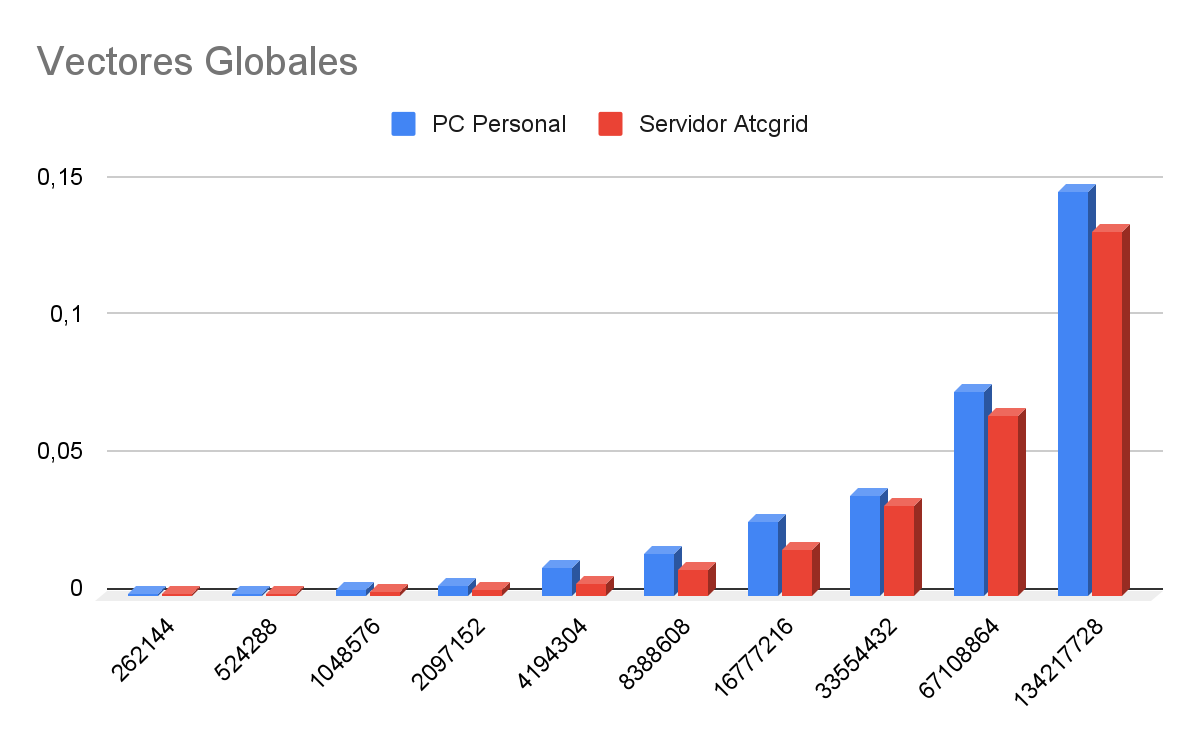 Vectores Globales
PC Personal Servidor Atcgrid
0,15
0,1
0,05
0
262144 524288 1048576 2097152 4194304 8388608 16777216 33554432 67108864 134217728